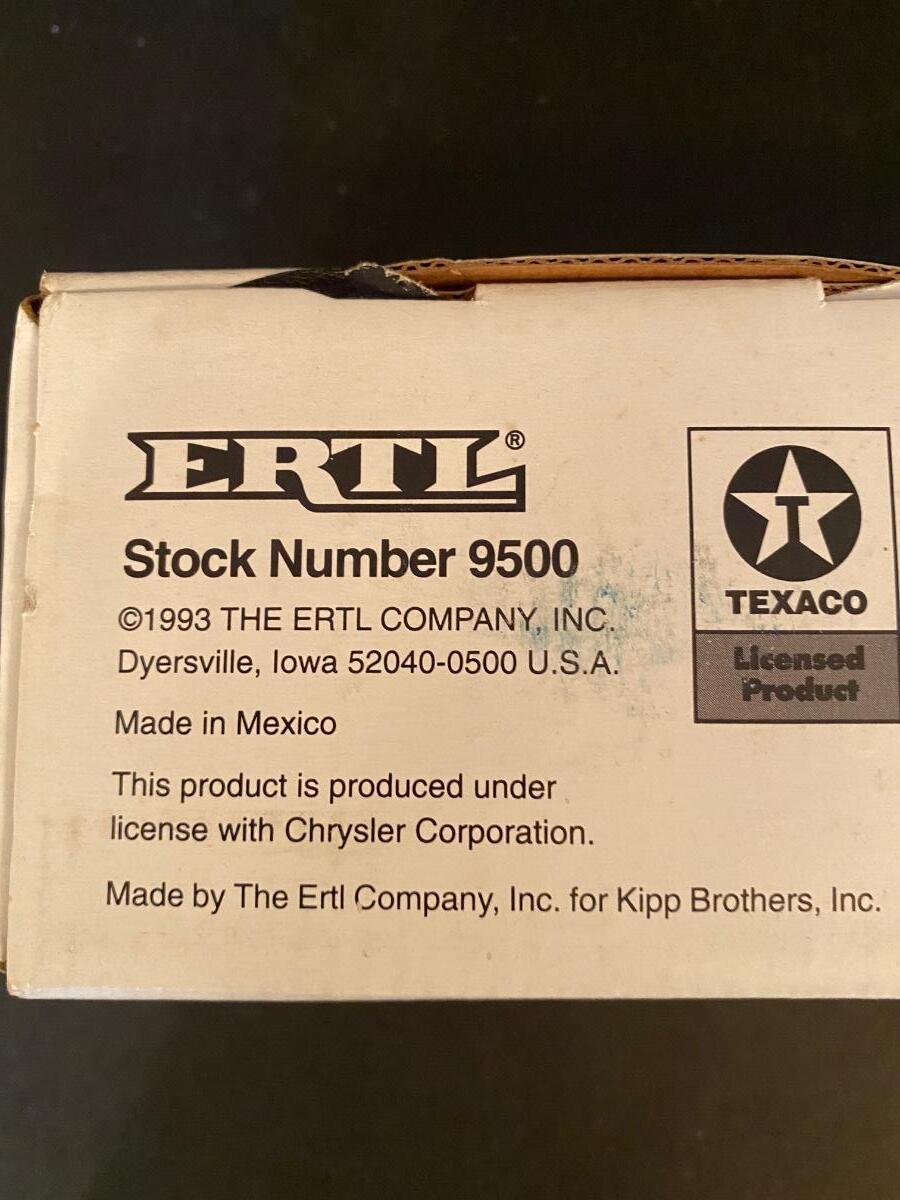 ERTL®
Stock Number 9500
©1993 THE ERTL COMPANY, INC.
Dyersville, Iowa 52040-0500 U.S.A.
Made in Mexico
This product is produced under
license with Chrysler Corporation.
Made by The Ertl Company, Inc. for Kipp Brothers, Inc.
T
TEXACO
Licensed
Product